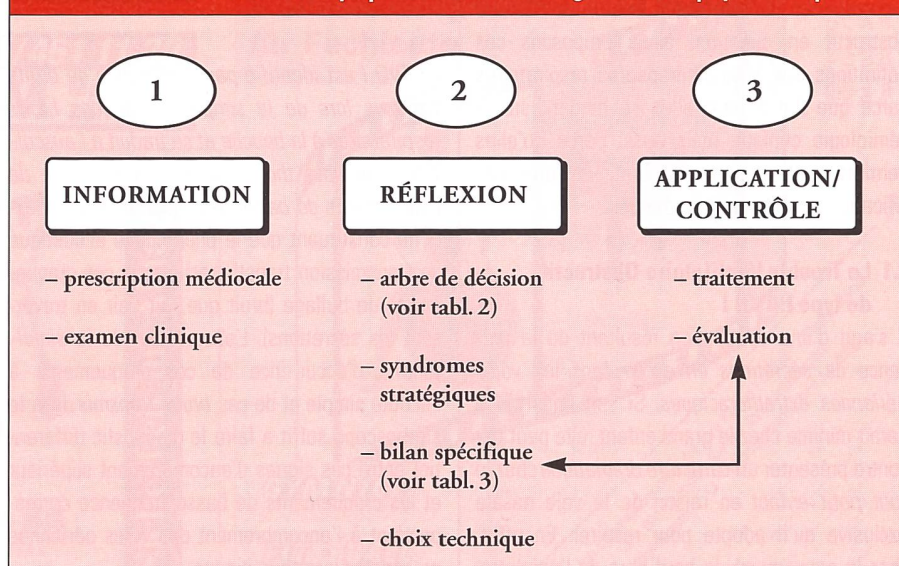 1
INFORMATION
– prescription médiocale
– examen clinique
2
RÉFLEXION
– arbre de décision
(voir tabl. 2)
– syndromes
stratégiques
– bilan spécifique
(voir tabl. 3)
– choix technique
3
APPLICATION/
CONTRÔLE
– traitement
– évaluation